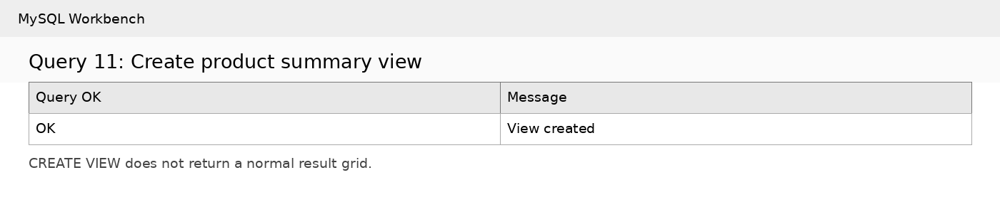 MySQL Workbench
Query 11: Create product summary view
Query OK Message
OK View created
CREATE VIEW does not return a normal result grid.